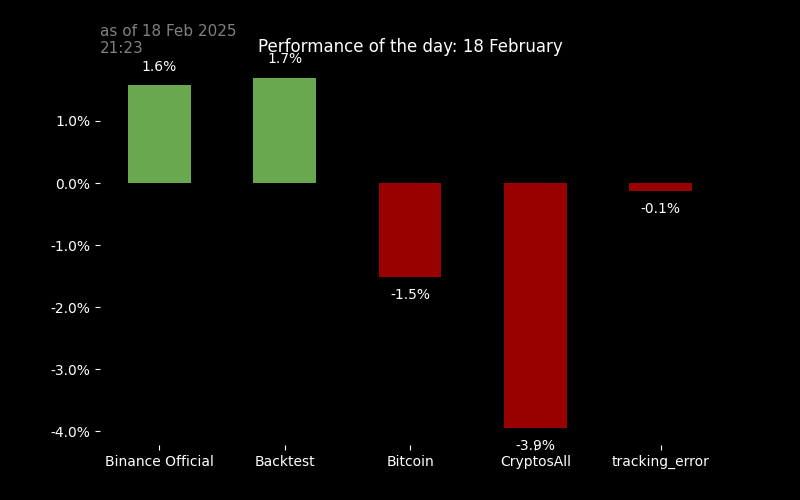 as of 18 Feb 2025
21:23
Performance of the day: 18 February
1.6%
1.7%
1.0%
0.0%
-1.0%
-2.0%
-3.0%
-4.0%
-1.5%
-3.9%
-0.1%
Binance Official
Backtest
Bitcoin
CryptosAll
tracking_error